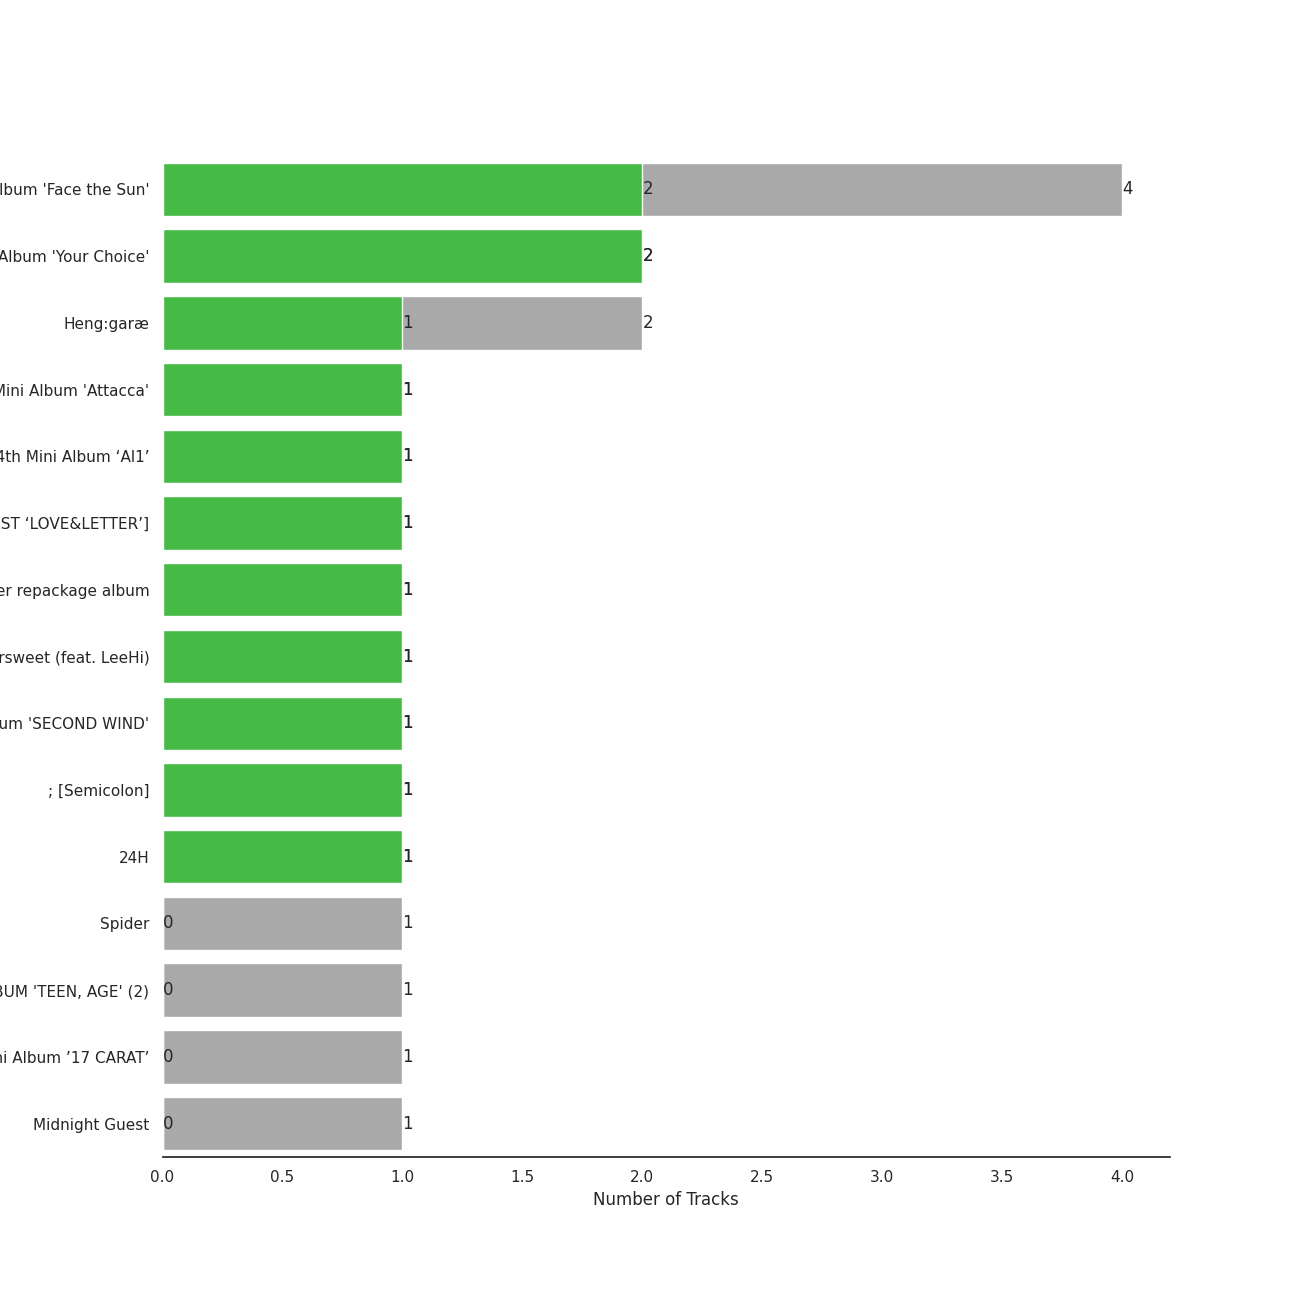 lbum 'Face the Sun' 2 4
Album 'Your Choice' 2
Heng:garæ 1 2
Mini Album 'Attacca' 1
4th Mini Album ‘Al1’ 1
ST ‘LOVE&LETTER’] 1
er repackage album 1
rsweet (feat. LeeHi) 1
um 'SECOND WIND' 1
; [Semicolon] 1
24H 1
Spider 0 1
BUM 'TEEN, AGE' (2) 0 1
ni Album ’17 CARAT’ 0 1
Midnight Guest 0 1
0.0 0.5 1.0 1.5 2.0 2.5 3.0 3.5 4.0
Number of Tracks